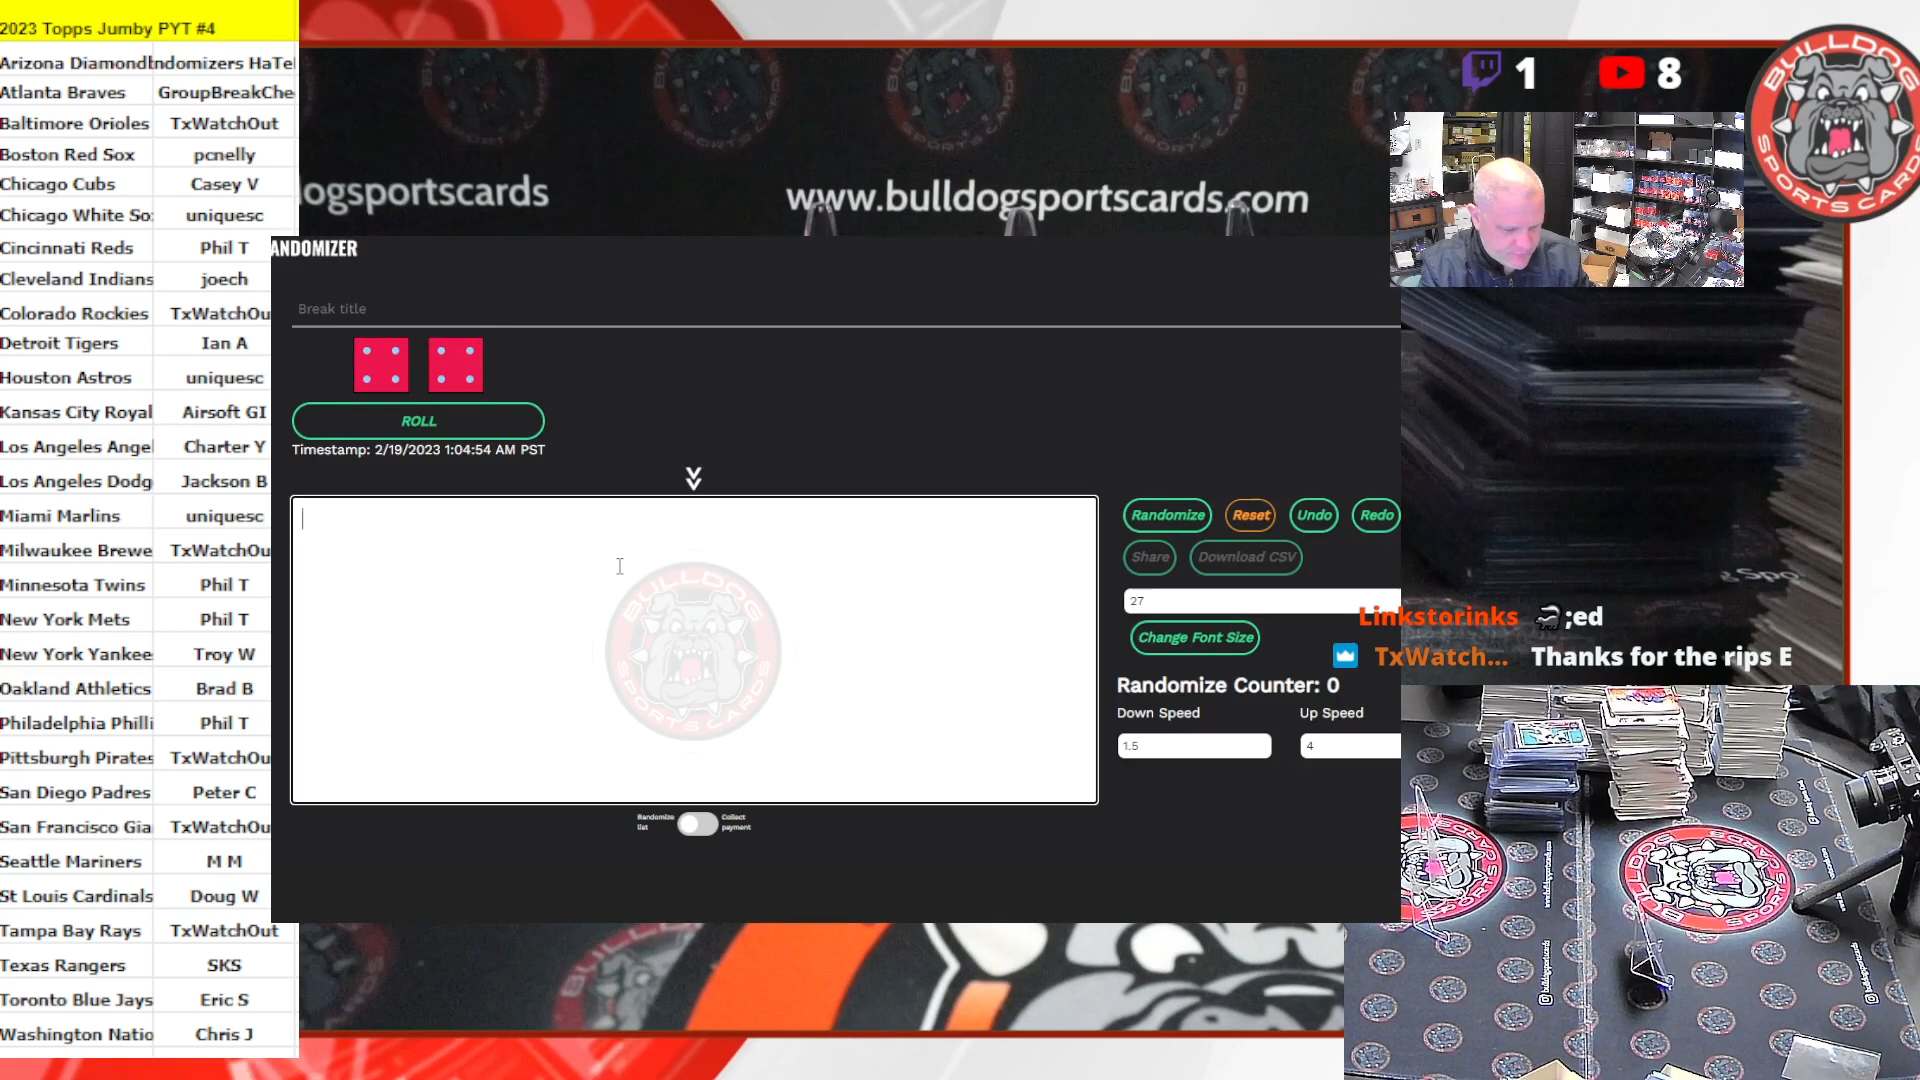 2023 Topps Jumby PYT #4
Arizona Diamondb ndomizers HaTe
Atlanta Braves GroupBreakChe
Baltimore Orioles TxWatchOut
Boston Red Sox pcnelly
Chicago Cubs Casey V
Chicago White So uniquesc
Cincinnati Reds Phil T
Cleveland Indians joech
Colorado Rockies TxWatchOu
Detroit Tigers Ian A
Houston Astros uniquesc
Kansas City Royal Airsoft GI
Los Angeles Angel Charter Y
Los Angeles Dodg Jackson B
Miami Marlins uniquesc
Milwaukee Brewe TxWatchOu
Minnesota Twins Phil T
New York Mets Phil T
New York Yankee Troy W
Oakland Athletics Brad B
Philadelphia Philli Phil T
Pittsburgh Pirates TxWatchOu
San Diego Padres Peter C
San Francisco Gia TxWatchOu
Seattle Mariners M M
St Louis Cardinals Doug W
Tampa Bay Rays TxWatchOut
Texas Rangers SKS
Toronto Blue Jays Eric S
Washington Natio Chris J
logsportscards
www.bulldogsportscards.com
1
8
BULLDOG
SPORTS CARDS
ANDOMIZER
Break title
ROLL
Timestamp: 2/19/2023 1:04:54 AM PST
BULLDOG
SPORTS CARDS
Randomize Reset Undo Redo
Share Download CSV
27
Change Font Size
Randomize Counter: 0
Down Speed Up Speed
1.5 4
Randomize list
Collect payment
Linkstorinks ;ed
TxWatch... Thanks for the rips E